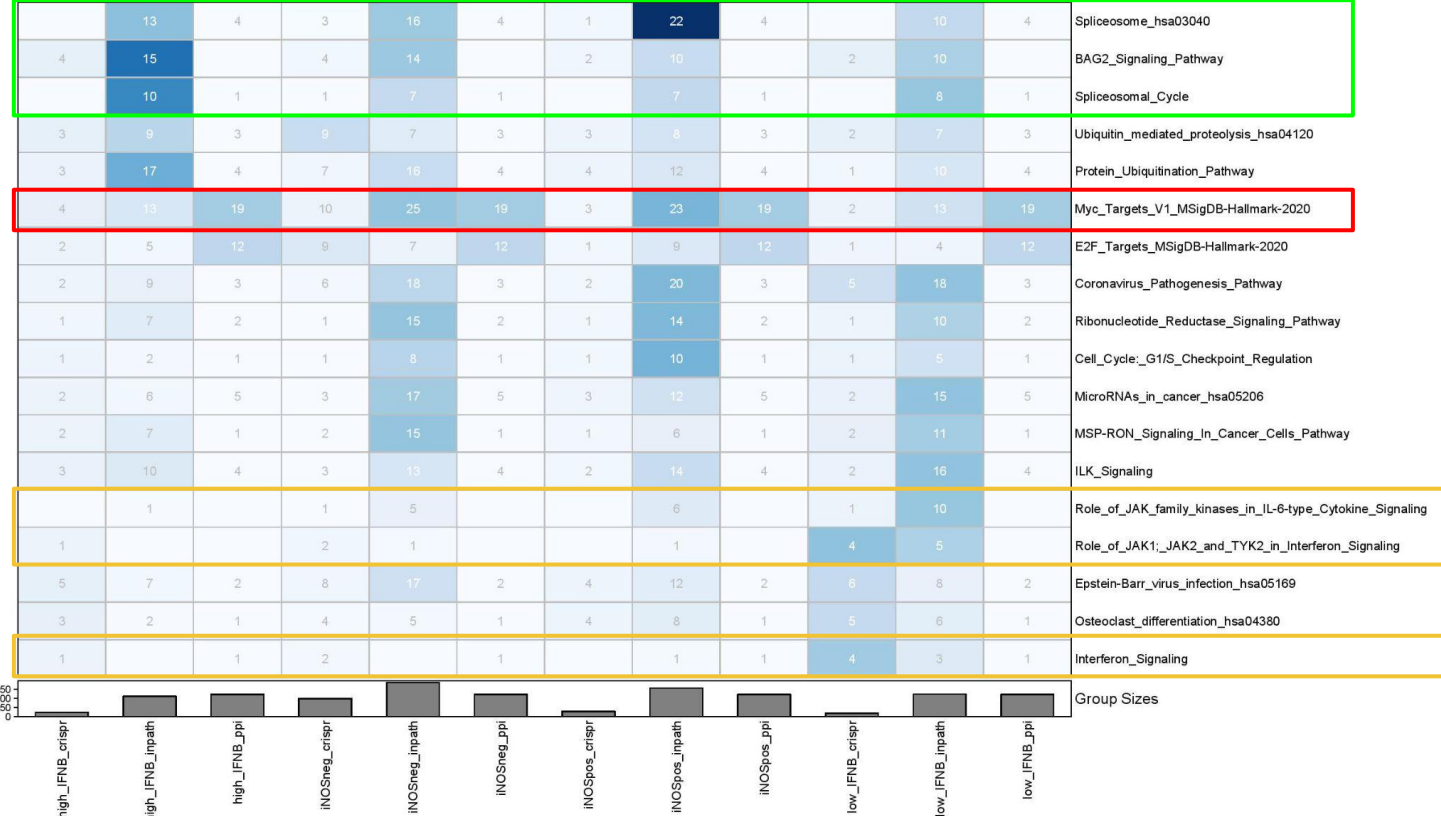 13 4 3 16 4 1 22 4 10 4 Spliceosome_hsa03040
4 15 4 14 2 10 2 10 BAG2_Signaling_Pathway
10 1 1 7 1 7 1 8 1 Spliceosomal_Cycle
3 9 3 9 7 3 3 8 3 2 7 3 Ubiquitin_mediated_proteolysis_hsa04120
3 17 4 7 16 4 4 12 4 1 10 4 Protein_Ubiquitination_Pathway
4 13 19 10 25 19 3 23 19 2 13 19 Myc_Targets_V1_MSigDB-Hallmark-2020
2 5 12 9 7 12 1 9 12 1 4 12 E2F_Targets_MSigDB-Hallmark-2020
2 9 3 6 18 3 2 20 3 5 18 3 Coronavirus_Pathogenesis_Pathway
1 7 2 1 15 2 1 14 2 1 10 2 Ribonucleotide_Reductase_Signaling_Pathway
1 2 1 1 8 1 1 10 1 1 5 1 Cell_Cycle:_G1/S_Checkpoint_Regulation
2 6 5 3 17 5 3 12 5 2 15 5 MicroRNAs_in_cancer_hsa05206
2 7 1 2 15 1 1 6 1 2 11 1 MSP-RON_Signaling_In_Cancer_Cells_Pathway
3 10 4 3 13 4 2 14 4 2 16 4 ILK_Signaling
1 1 5 6 1 10 Role_of_JAK_family_kinases_in_IL-6-type_Cytokine_Signaling
1 2 1 1 4 5 Role_of_JAK1;_JAK2_and_TYK2_in_Interferon_Signaling
5 7 2 8 17 2 4 12 2 6 8 2 Epstein-Barr_virus_infection_hsa05169
3 2 1 4 5 1 4 8 1 5 6 1 Osteoclast_differentiation_hsa04380
1 1 2 1 1 1 4 3 1 Interferon_Signaling
50
00
50
0
Group Sizes
high_IFNB_crispr
high_IFNB_inpath
high_IFNB_ppi
iNOSneg_crispr
iNOSneg_inpath
iNOSneg_ppi
iNOSpos_crispr
iNOSpos_inpath
iNOSpos_ppi
low_IFNB_crispr
low_IFNB_inpath
low_IFNB_ppi